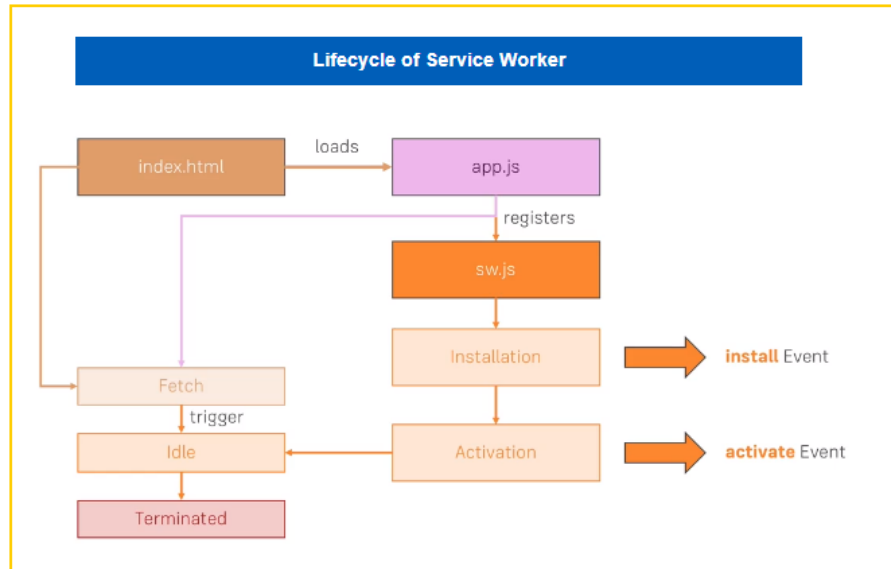 Lifecycle of Service Worker
index.html
loads
app.js
registers
sw.js
Installation
install Event
Fetch
trigger
Idle
Activation
activate Event
Terminated